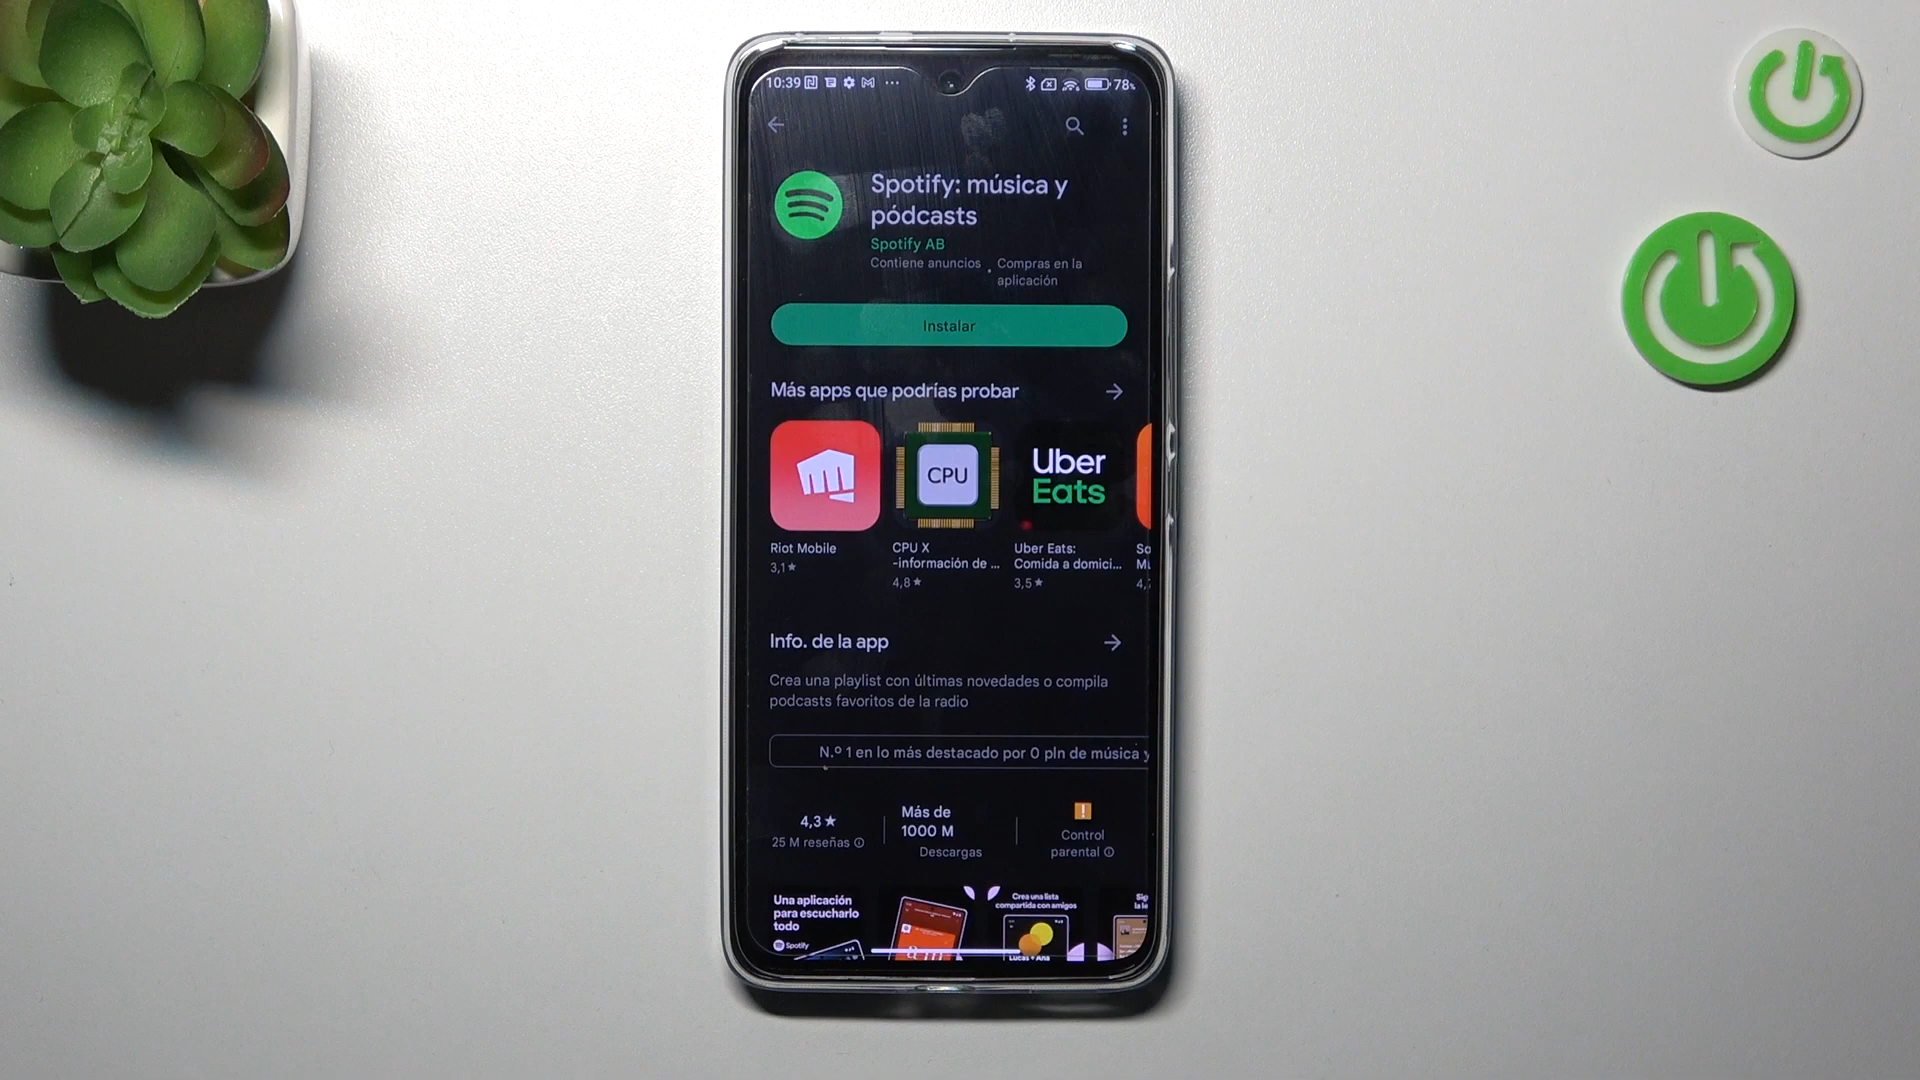 10:39
78%
Spotify: música y
pódcasts
Spotify AB
Contiene anuncios
Compras en la
aplicación
Instalar
Más apps que podrías probar
CPU
Uber
Eats
Riot Mobile
3,1★
CPU X
-información de ...
4,8★
Uber Eats:
Comida a domici...
3,5★
So
4,
Info. de la app
Crea una playlist con últimas novedades o compila
podcasts favoritos de la radio
N.º 1 en lo más destacado por 0 pln de música y
4,3★
25 M reseñas
Más de
1000 M
Descargas
Control
parental
Una aplicación
para escucharlo
todo
Spotify
Crea una lista
compartida con amigos
Lucas + Ana